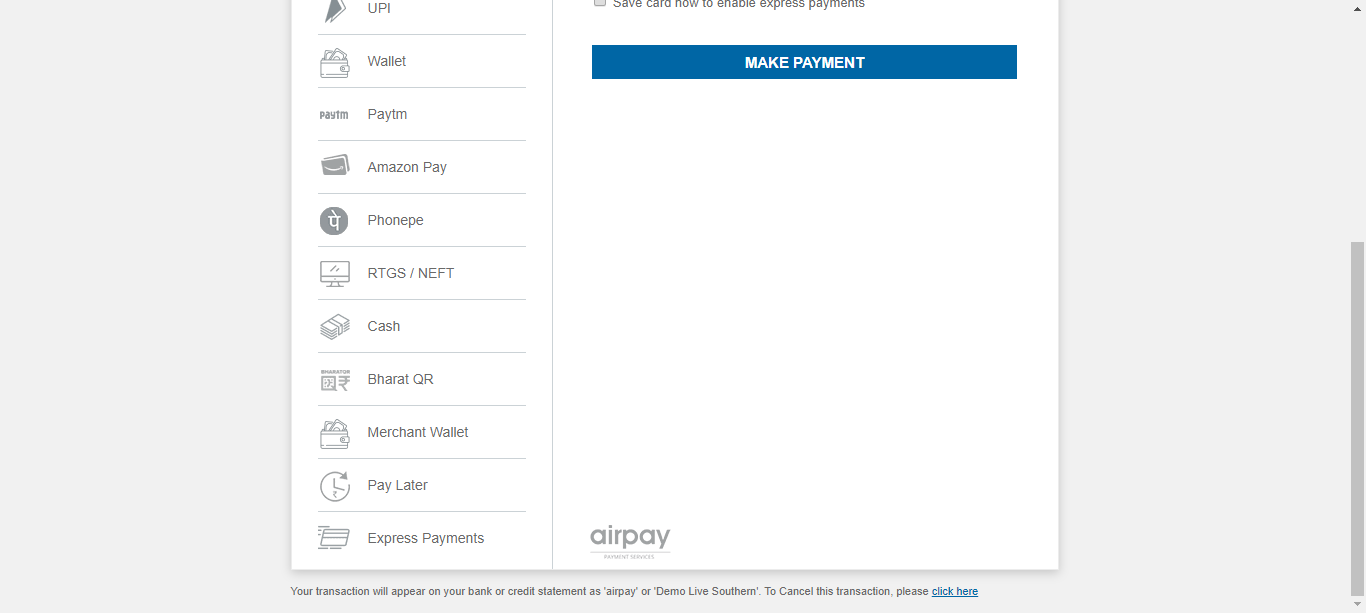 UPI
Save card now to enable express payments
Wallet
MAKE PAYMENT
Paytm
Paytm
Amazon Pay
पे
Phonepe
RTGS / NEFT
Cash
BHARATQR
Bharat QR
Merchant Wallet
₹
Pay Later
Express Payments
airpay
PAYMENT SERVICES
Your transaction will appear on your bank or credit statement as 'airpay' or 'Demo Live Southern'. To Cancel this transaction, please click here